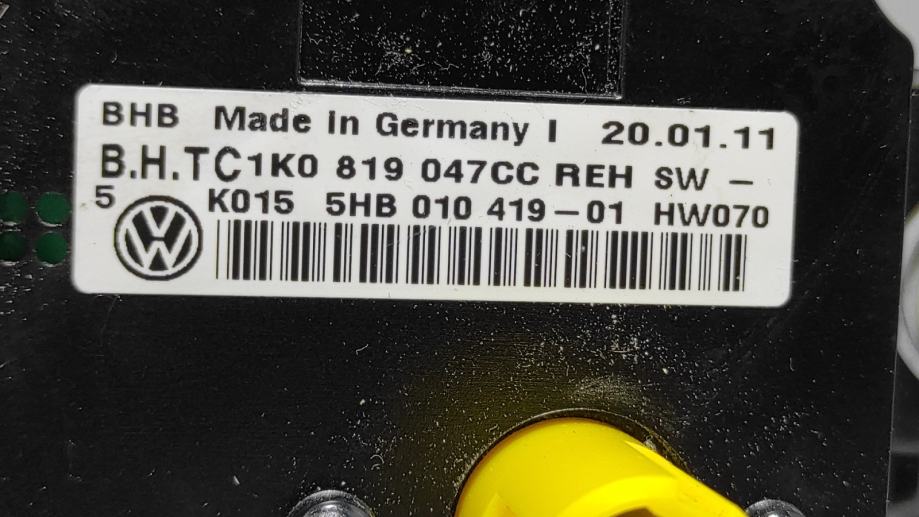 BHB Made in Germany I 20.01.11
B.H.TC1K0 819 047CC REH SW -
5 K015 5HB 010 419-01 HW070